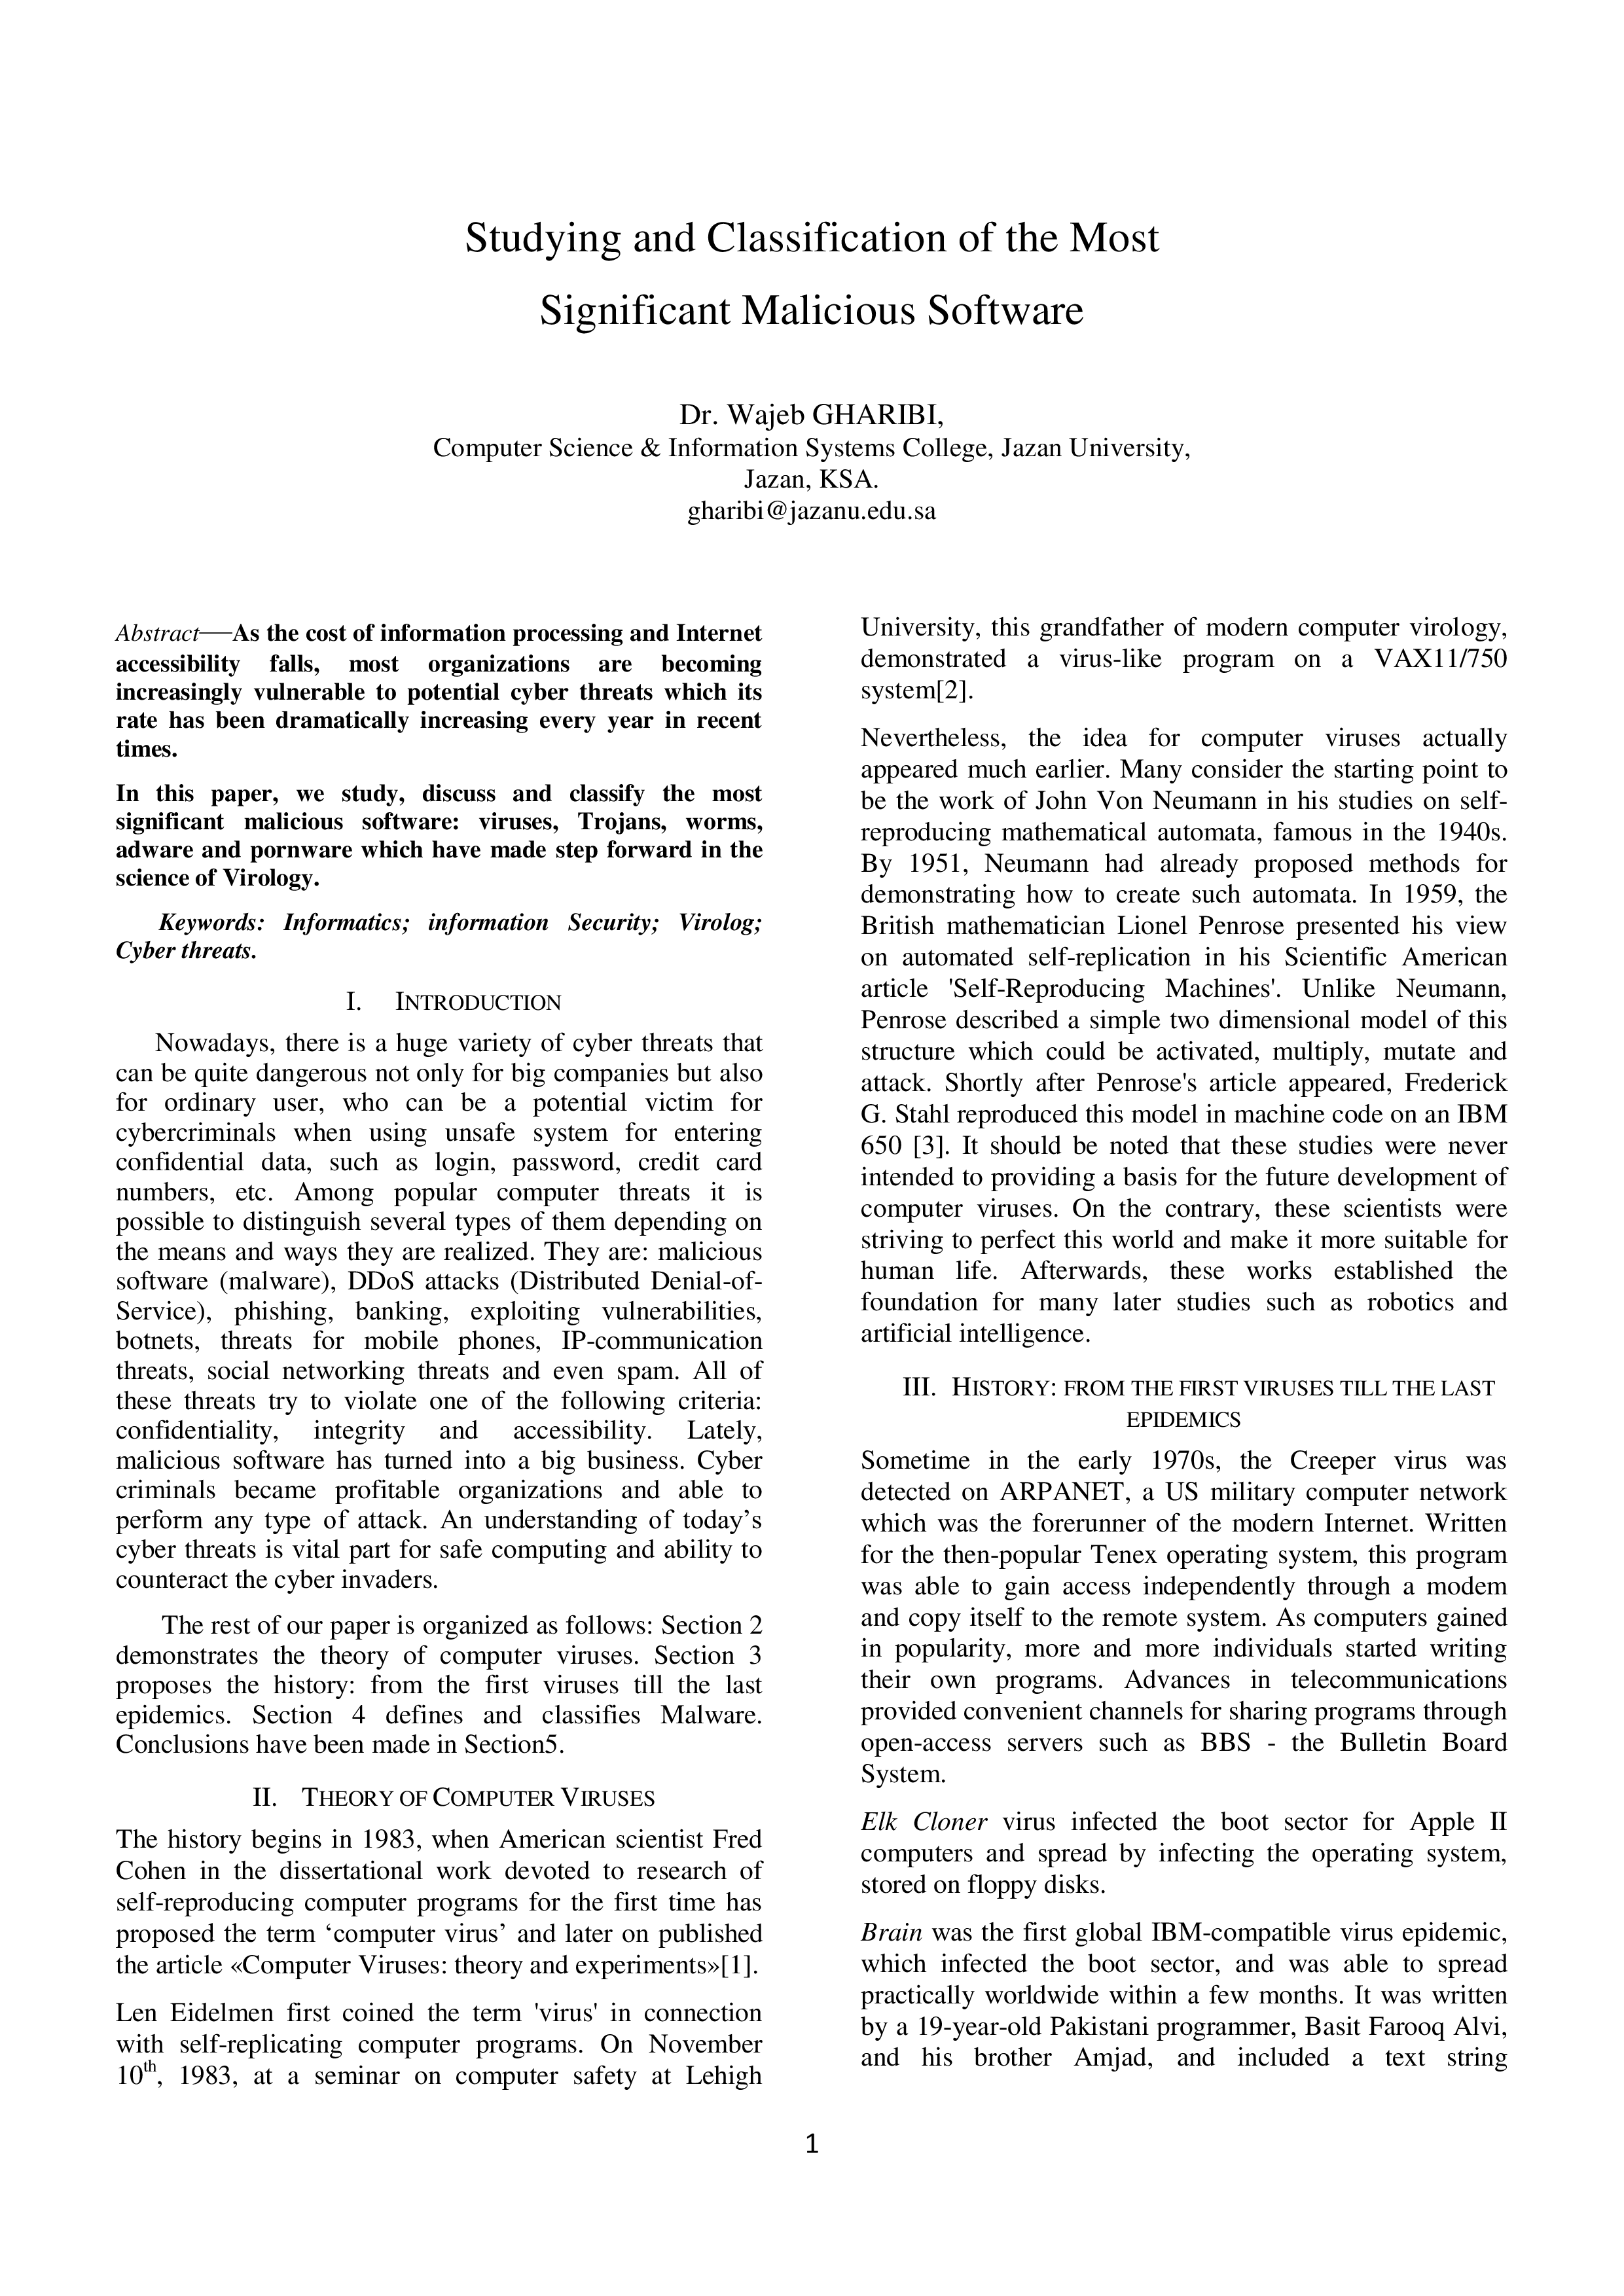 Studying and Classification of the Most
Significant Malicious Software
Dr. Wajeb GHARIBI,
Computer Science & Information Systems College, Jazan University,
Jazan, KSA.
gharibi@jazanu.edu.sa
Abstract—As the cost of information processing and Internet
accessibility falls, most organizations are becoming
increasingly vulnerable to potential cyber threats which its
rate has been dramatically increasing every year in recent
times.
In this paper, we study, discuss and classify the most
significant malicious software: viruses, Trojans, worms,
adware and pornware which have made step forward in the
science of Virology.
Keywords: Informatics; information Security; Virolog;
Cyber threats.
I. INTRODUCTION
Nowadays, there is a huge variety of cyber threats that
can be quite dangerous not only for big companies but also
for ordinary user, who can be a potential victim for
cybercriminals when using unsafe system for entering
confidential data, such as login, password, credit card
numbers, etc. Among popular computer threats it is
possible to distinguish several types of them depending on
the means and ways they are realized. They are: malicious
software (malware), DDoS attacks (Distributed Denial-of-
Service), phishing, banking, exploiting vulnerabilities,
botnets, threats for mobile phones, IP-communication
threats, social networking threats and even spam. All of
these threats try to violate one of the following criteria:
confidentiality, integrity and accessibility. Lately,
malicious software has turned into a big business. Cyber
criminals became profitable organizations and able to
perform any type of attack. An understanding of today’s
cyber threats is vital part for safe computing and ability to
counteract the cyber invaders.
The rest of our paper is organized as follows: Section 2
demonstrates the theory of computer viruses. Section 3
proposes the history: from the first viruses till the last
epidemics. Section 4 defines and classifies Malware.
Conclusions have been made in Section5.
II. THEORY OF COMPUTER VIRUSES
The history begins in 1983, when American scientist Fred
Cohen in the dissertational work devoted to research of
self-reproducing computer programs for the first time has
proposed the term ‘computer virus’ and later on published
the article «Computer Viruses: theory and experiments»[1].
Len Eidelmen first coined the term 'virus' in connection
with self-replicating computer programs. On November
10th, 1983, at a seminar on computer safety at Lehigh
University, this grandfather of modern computer virology,
demonstrated a virus-like program on a VAX11/750
system[2].
Nevertheless, the idea for computer viruses actually
appeared much earlier. Many consider the starting point to
be the work of John Von Neumann in his studies on self-
reproducing mathematical automata, famous in the 1940s.
By 1951, Neumann had already proposed methods for
demonstrating how to create such automata. In 1959, the
British mathematician Lionel Penrose presented his view
on automated self-replication in his Scientific American
article 'Self-Reproducing Machines'. Unlike Neumann,
Penrose described a simple two dimensional model of this
structure which could be activated, multiply, mutate and
attack. Shortly after Penrose's article appeared, Frederick
G. Stahl reproduced this model in machine code on an IBM
650 [3]. It should be noted that these studies were never
intended to providing a basis for the future development of
computer viruses. On the contrary, these scientists were
striving to perfect this world and make it more suitable for
human life. Afterwards, these works established the
foundation for many later studies such as robotics and
artificial intelligence.
III. HISTORY: FROM THE FIRST VIRUSES TILL THE LAST
EPIDEMICS
Sometime in the early 1970s, the Creeper virus was
detected on ARPANET, a US military computer network
which was the forerunner of the modern Internet. Written
for the then-popular Tenex operating system, this program
was able to gain access independently through a modem
and copy itself to the remote system. As computers gained
in popularity, more and more individuals started writing
their own programs. Advances in telecommunications
provided convenient channels for sharing programs through
open-access servers such as BBS - the Bulletin Board
System.
Elk Cloner virus infected the boot sector for Apple II
computers and spread by infecting the operating system,
stored on floppy disks.
Brain was the first global IBM-compatible virus epidemic,
which infected the boot sector, and was able to spread
practically worldwide within a few months. It was written
by a 19-year-old Pakistani programmer, Basit Farooq Alvi,
and his brother Amjad, and included a text string
1